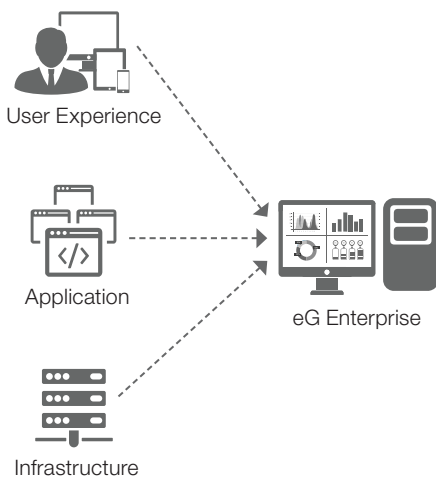 User Experience
</>
Application
eG Enterprise
Infrastructure